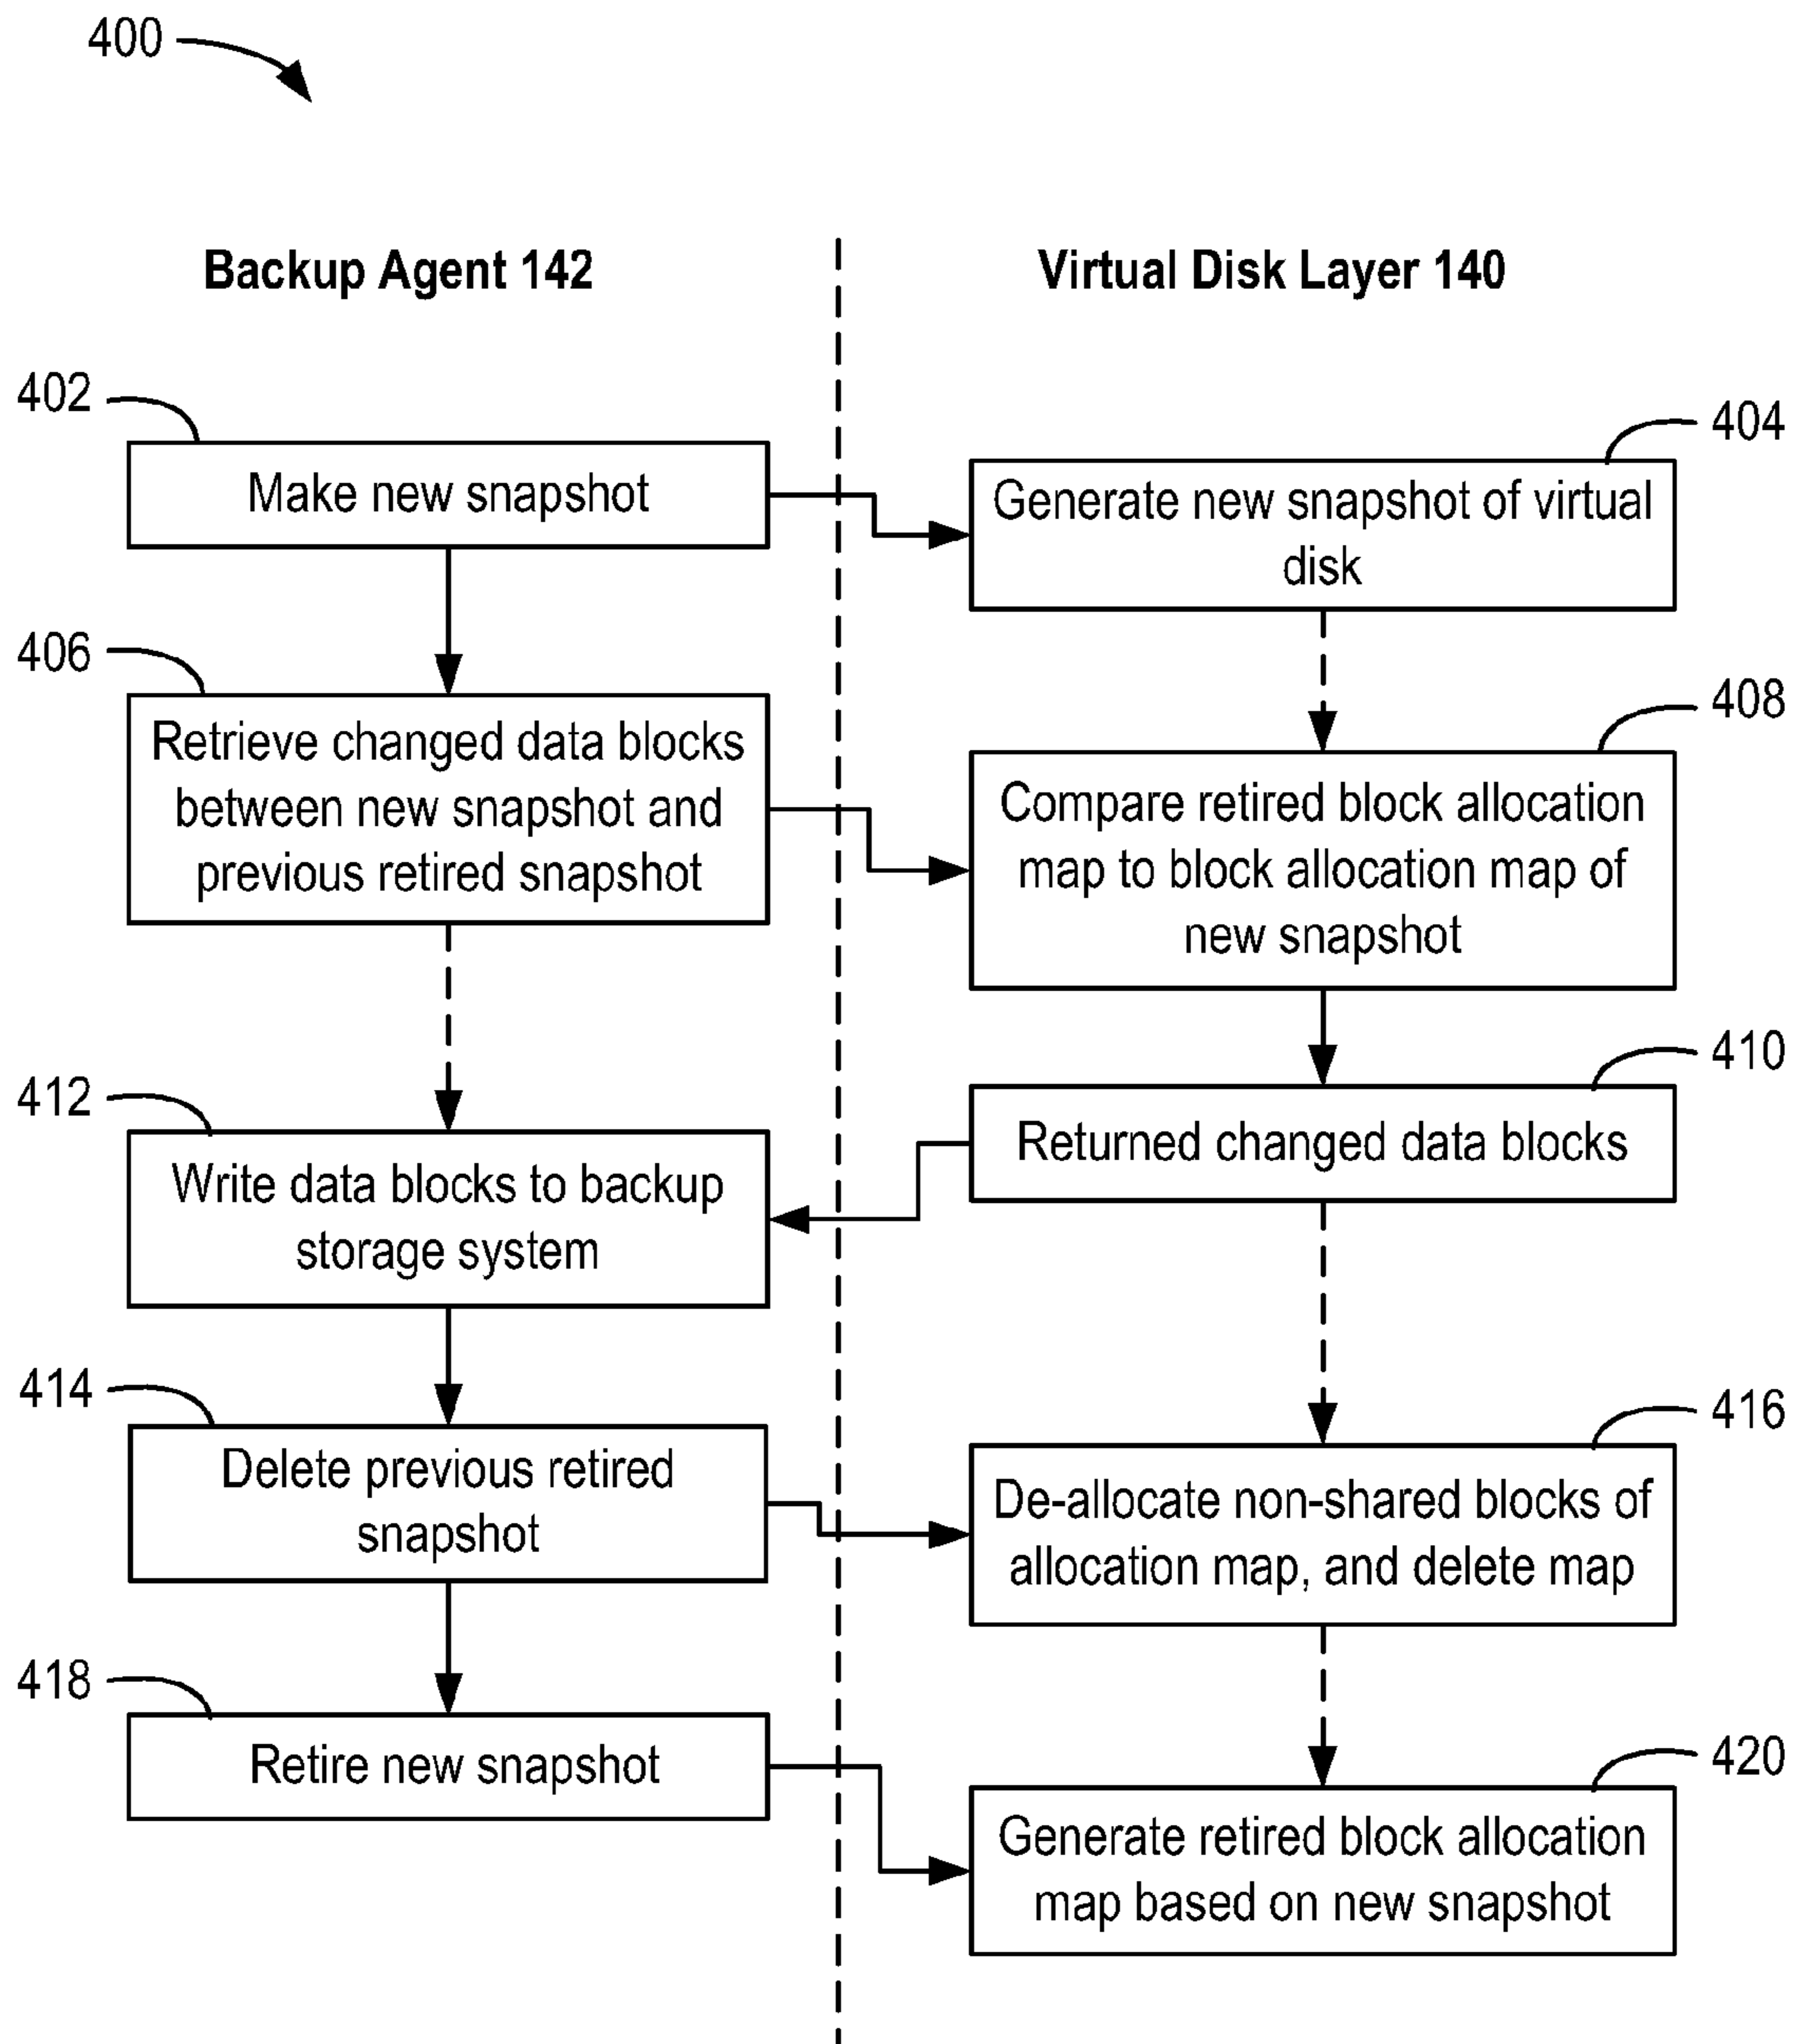 400
Backup Agent 142
Virtual Disk Layer 140
402
Make new snapshot
404
Generate new snapshot of virtual
disk
406
Retrieve changed data blocks
between new snapshot and
previous retired snapshot
408
Compare retired block allocation
map to block allocation map of
new snapshot
410
Returned changed data blocks
412
Write data blocks to backup
storage system
414
Delete previous retired
snapshot
416
De-allocate non-shared blocks of
allocation map, and delete map
418
Retire new snapshot
420
Generate retired block allocation
map based on new snapshot